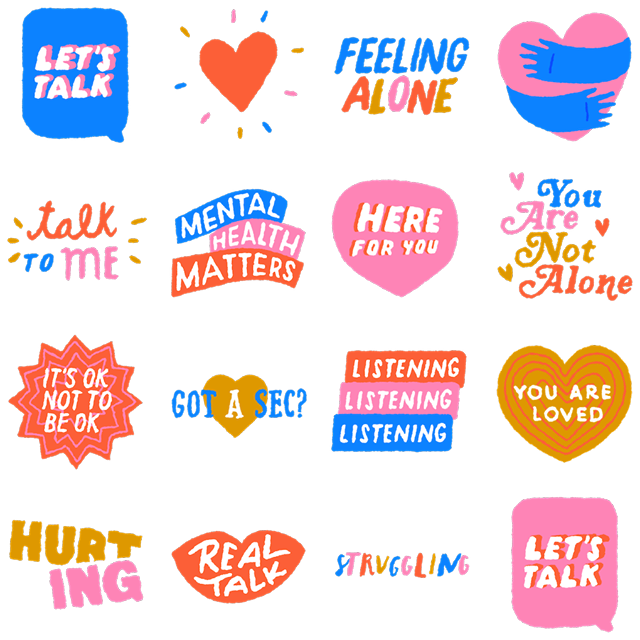 LET'S
TALK
FEELING
ALONE
talk
TO ME
MENTAL
HEALTH
MATTERS
HERE
FOR YOU
You
Are
Not
Alone
IT'S OK
NOT TO
BE OK
GOT A SEC?
LISTENING
LISTENING
LISTENING
YOU ARE
LOVED
HURT
ING
REAL
TALK
STRUGGLING
LET'S
TALK